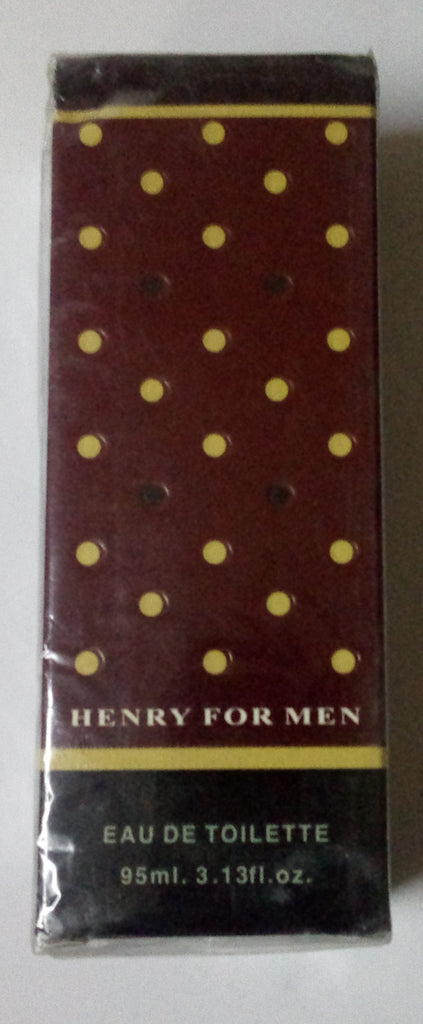 HENRY FOR MEN
EAU DE TOILETTE
95ml. 3.13fl.oz.